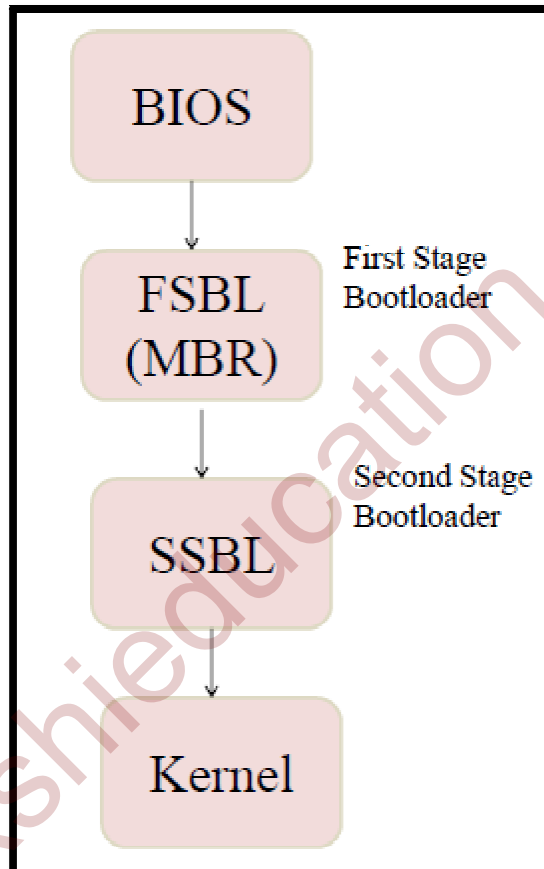 BIOS
FSBL
(MBR)
First Stage
Bootloader
SSBL
Second Stage
Bootloader
Kernel
shieducation